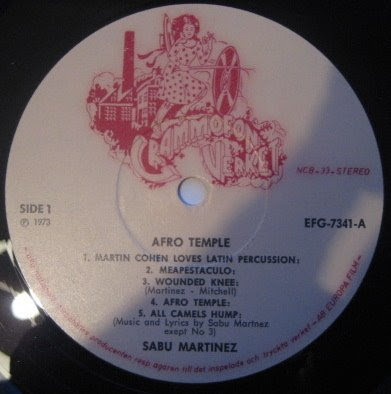 GRAMMOFON
VERKET
NCB-33-STEREO
SIDE 1
℗ 1973
EFG-7341-A
AFRO TEMPLE
1. MARTIN COHEN LOVES LATIN PERCUSSION:
2. MEAPESTACULO:
3. WOUNDED KNEE:
(Martinez - Mitchell)
4. AFRO TEMPLE:
5. ALL CAMELS HUMP:
(Music and Lyrics by Sabu Martnez
exept No 3)
SABU MARTINEZ
producenten resp ägaren till det inspelade och tryckta verket - AB EUROPA FILM -